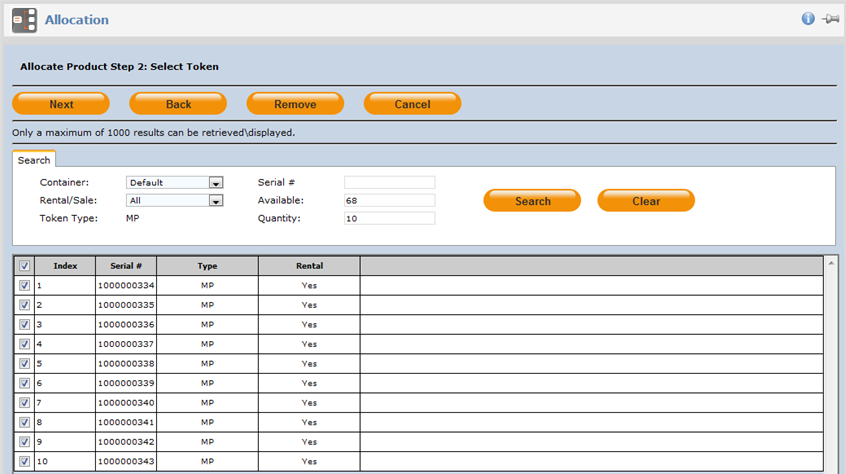 Allocation
Allocate Product Step 2: Select Token
Next Back Remove Cancel
Only a maximum of 1000 results can be retrieved\displayed.
Search
Container: Default Serial #
Rental/Sale: All Available: 68 Search Clear
Token Type: MP Quantity: 10
Index Serial # Type Rental
1 1000000334 MP Yes
2 1000000335 MP Yes
3 1000000336 MP Yes
4 1000000337 MP Yes
5 1000000338 MP Yes
6 1000000339 MP Yes
7 1000000340 MP Yes
8 1000000341 MP Yes
9 1000000342 MP Yes
10 1000000343 MP Yes